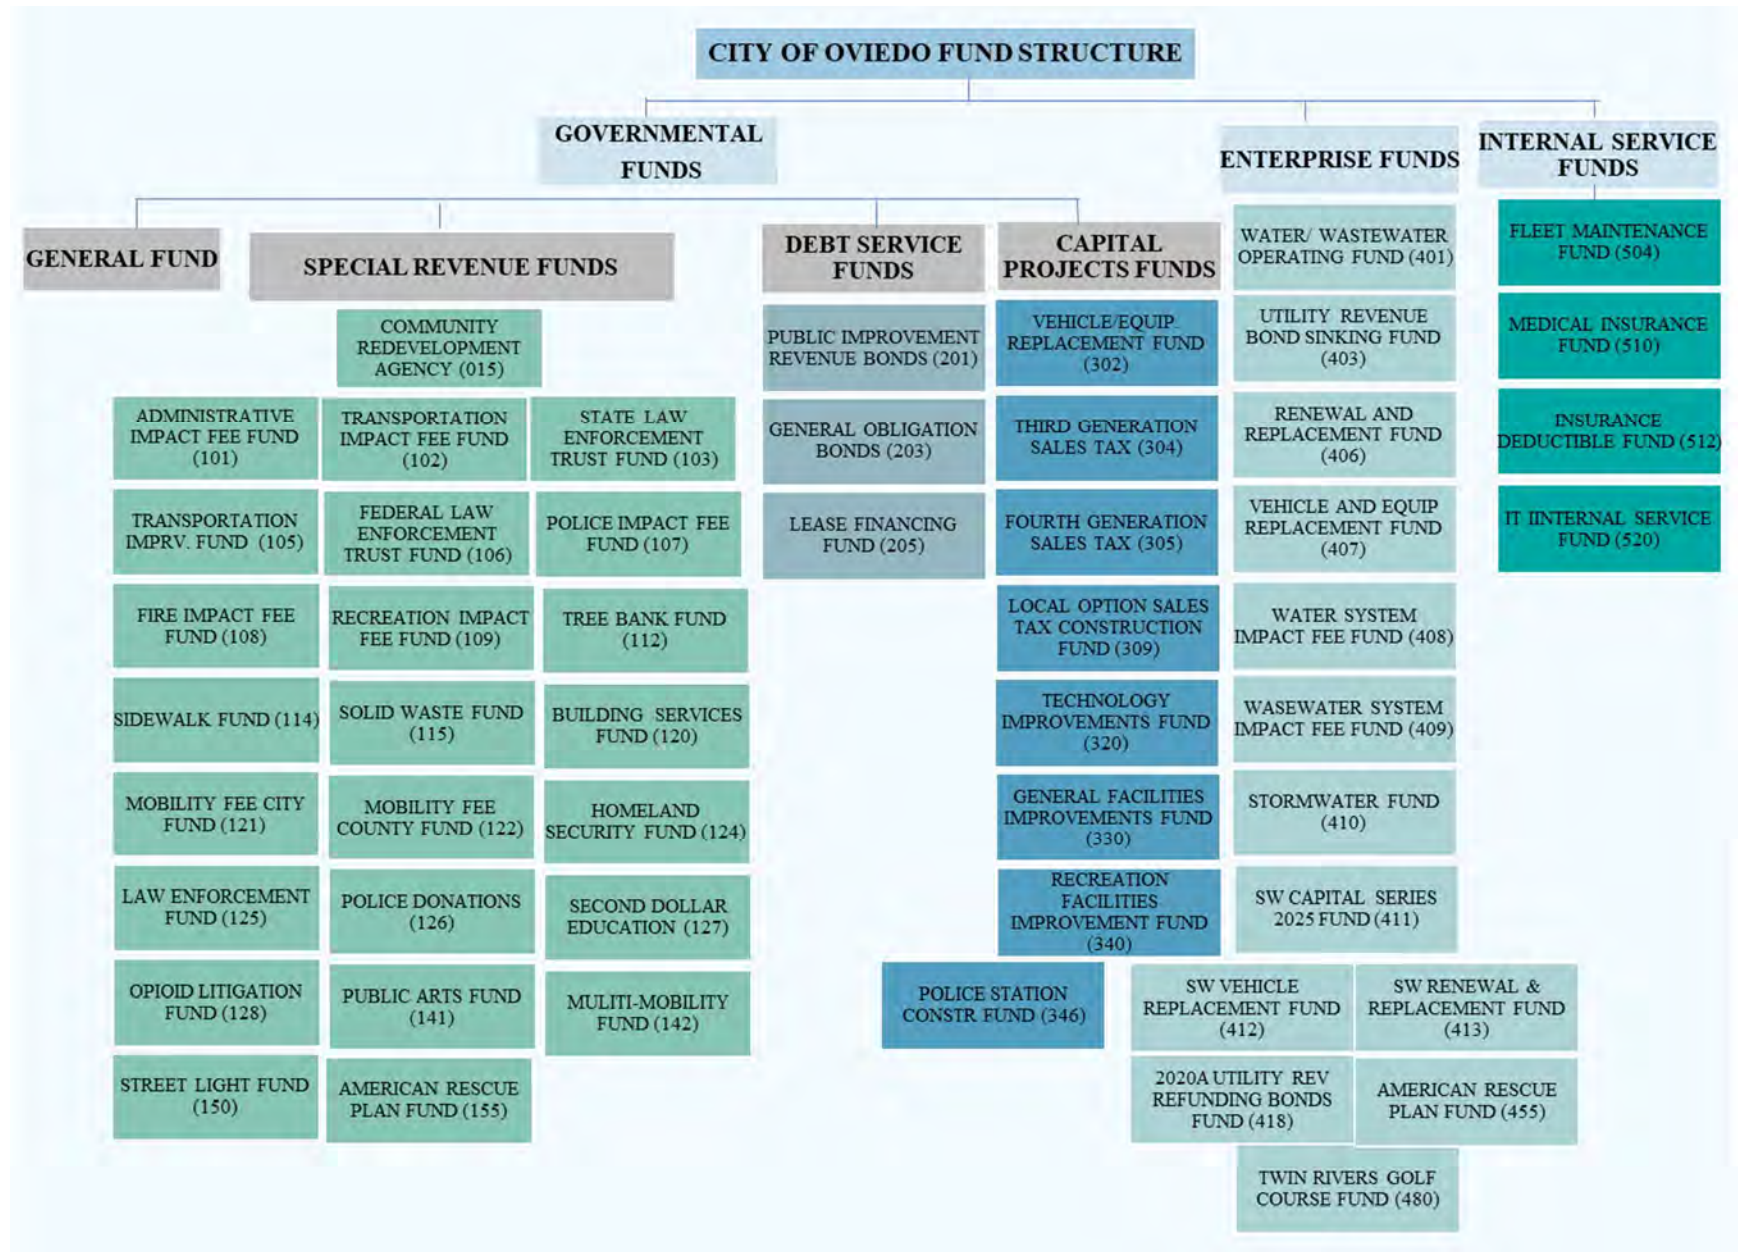 CITY OF OVIEDO FUND STRUCTURE
GOVERNMENTAL
FUNDS
ENTERPRISE FUNDS
INTERNAL SERVICE
FUNDS
GENERAL FUND
SPECIAL REVENUE FUNDS
DEBT SERVICE
FUNDS
CAPITAL
PROJECTS FUNDS
COMMUNITY
REDEVELOPMENT
AGENCY (015)
ADMINISTRATIVE
IMPACT FEE FUND
(101)
TRANSPORTATION
IMPACT FEE FUND
(102)
STATE LAW
ENFORCEMENT
TRUST FUND (103)
TRANSPORTATION
IMPRV. FUND (105)
FEDERAL LAW
ENFORCEMENT
TRUST FUND (106)
POLICE IMPACT FEE
FUND (107)
FIRE IMPACT FEE
FUND (108)
RECREATION IMPACT
FEE FUND (109)
TREE BANK FUND
(112)
SIDEWALK FUND (114)
SOLID WASTE FUND
(115)
BUILDING SERVICES
FUND (120)
MOBILITY FEE CITY
FUND (121)
MOBILITY FEE
COUNTY FUND (122)
HOMELAND
SECURITY FUND (124)
LAW ENFORCEMENT
FUND (125)
POLICE DONATIONS
(126)
SECOND DOLLAR
EDUCATION (127)
OPIOID LITIGATION
FUND (128)
PUBLIC ARTS FUND
(141)
MULITI-MOBILITY
FUND (142)
STREET LIGHT FUND
(150)
AMERICAN RESCUE
PLAN FUND (155)
PUBLIC IMPROVEMENT
REVENUE BONDS (201)
GENERAL OBLIGATION
BONDS (203)
LEASE FINANCING
FUND (205)
VEHICLE/EQUIP
REPLACEMENT FUND
(302)
THIRD GENERATION
SALES TAX (304)
FOURTH GENERATION
SALES TAX (305)
LOCAL OPTION SALES
TAX CONSTRUCTION
FUND (309)
TECHNOLOGY
IMPROVEMENTS FUND
(320)
GENERAL FACILITIES
IMPROVEMENTS FUND
(330)
RECREATION
FACILITIES
IMPROVEMENT FUND
(340)
POLICE STATION
CONSTR FUND (346)
WATER/ WASTEWATER
OPERATING FUND (401)
UTILITY REVENUE
BOND SINKING FUND
(403)
RENEWAL AND
REPLACEMENT FUND
(406)
VEHICLE AND EQUIP
REPLACEMENT FUND
(407)
WATER SYSTEM
IMPACT FEE FUND (408)
WASEWATER SYSTEM
IMPACT FEE FUND (409)
STORMWATER FUND
(410)
SW CAPITAL SERIES
2025 FUND (411)
SW VEHICLE
REPLACEMENT FUND
(412)
SW RENEWAL &
REPLACEMENT FUND
(413)
2020A UTILITY REV
REFUNDING BONDS
FUND (418)
AMERICAN RESCUE
PLAN FUND (455)
TWIN RIVERS GOLF
COURSE FUND (480)
FLEET MAINTENANCE
FUND (504)
MEDICAL INSURANCE
FUND (510)
INSURANCE
DEDUCTIBLE FUND (512)
IT IINTERNAL SERVICE
FUND (520)